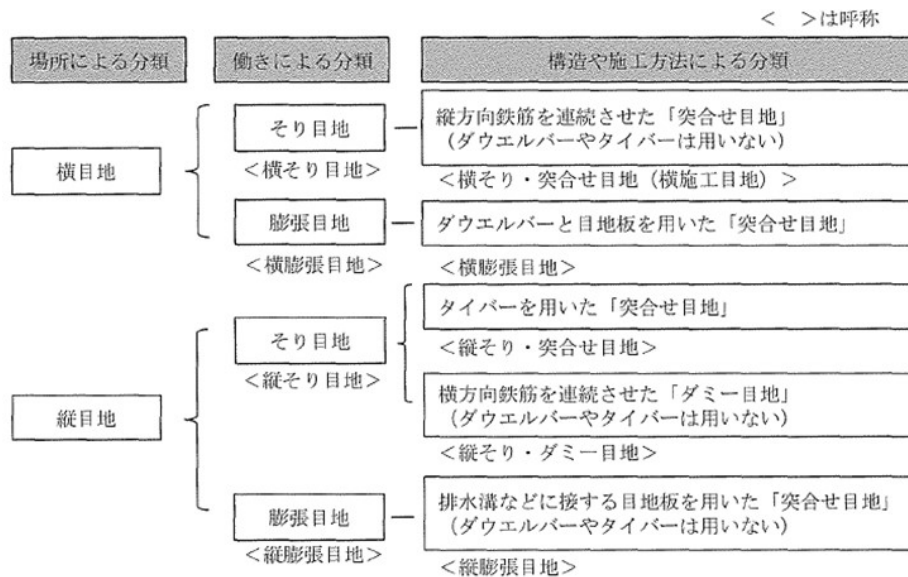 ＜　＞は呼称
場所による分類
働きによる分類
構造や施工方法による分類
横目地
そり目地
＜横そり目地＞
縦方向鉄筋を連続させた「突合せ目地」
（ダウエルバーやタイバーは用いない）
＜横そり・突合せ目地（横施工目地）＞
膨張目地
＜横膨張目地＞
ダウエルバーと目地板を用いた「突合せ目地」
＜横膨張目地＞
縦目地
そり目地
＜縦そり目地＞
タイバーを用いた「突合せ目地」
＜縦そり・突合せ目地＞
横方向鉄筋を連続させた「ダミー目地」
（ダウエルバーやタイバーは用いない）
＜縦そり・ダミー目地＞
膨張目地
＜縦膨張目地＞
排水溝などに接する目地板を用いた「突合せ目地」
（ダウエルバーやタイバーは用いない）
＜縦膨張目地＞